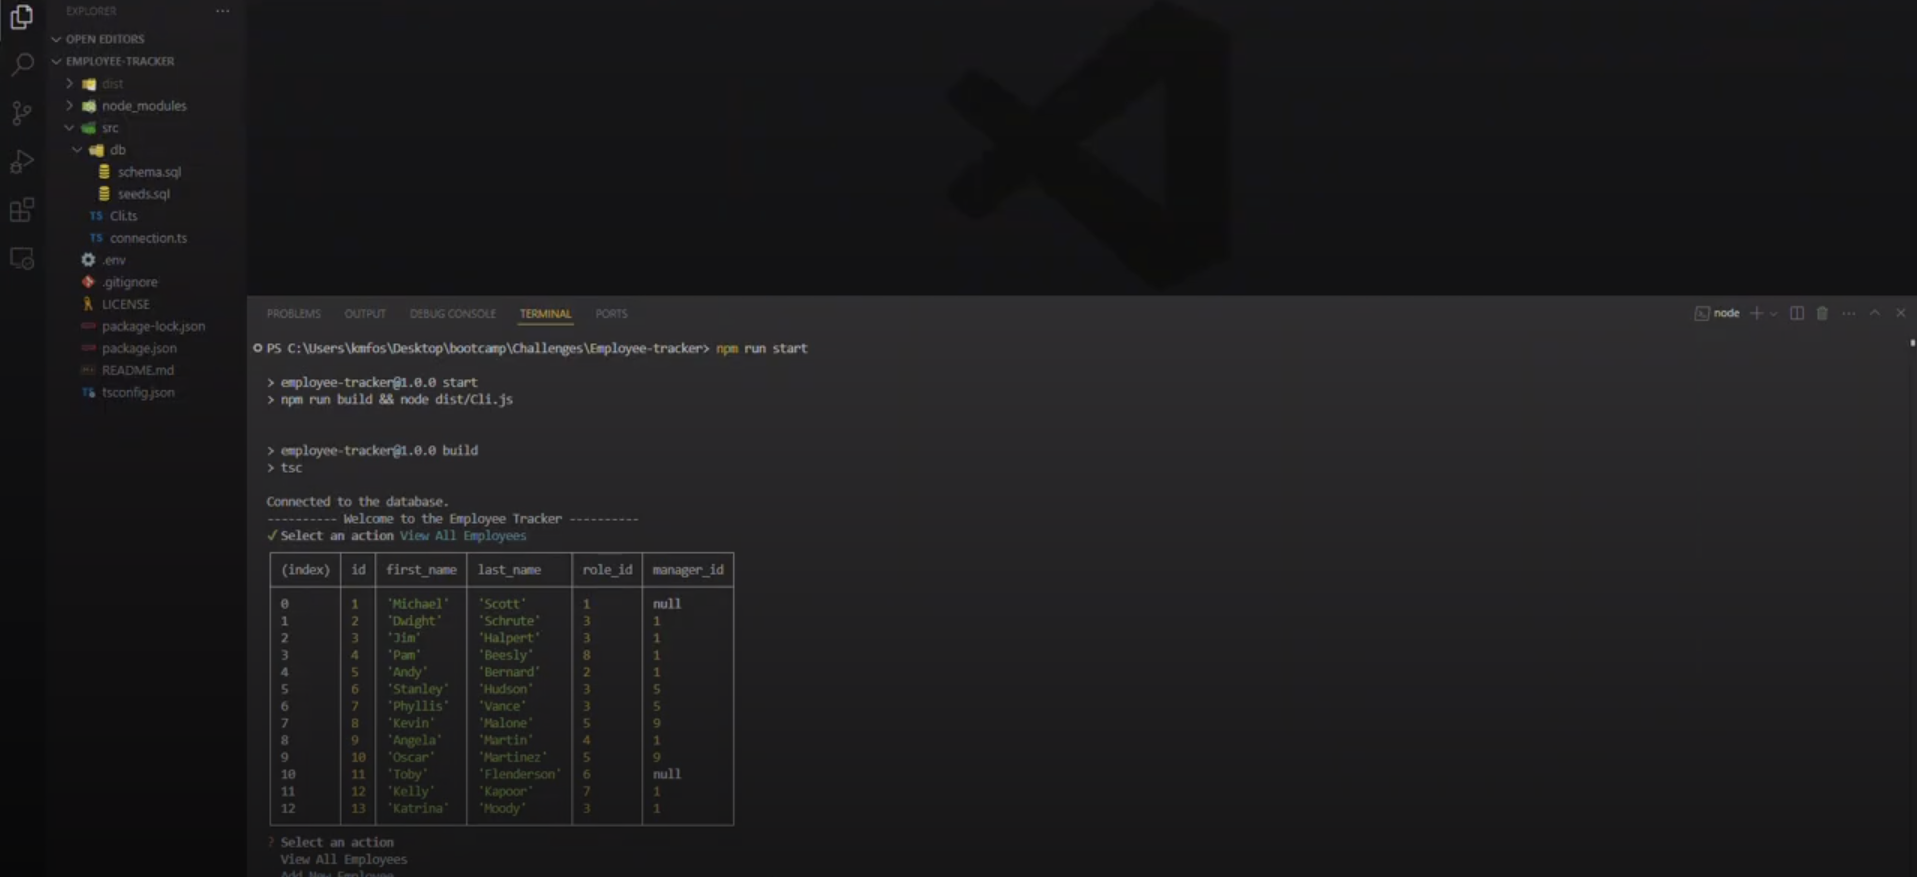 EXPLORER
OPEN EDITORS
EMPLOYEE-TRACKER
dist
node_modules
src
db
schema.sql
seeds.sql
TS Cli.ts
TS connection.ts
.env
.gitignore
LICENSE
package-lock.json
package.json
README.md
TS tsconfig.json
PROBLEMS OUTPUT DEBUG CONSOLE TERMINAL PORTS
node
PS C:\Users\kmfos\Desktop\bootcamp\Challenges\Employee-tracker> npm run start
> employee-tracker@1.0.0 start
> npm run build && node dist/Cli.js
> employee-tracker@1.0.0 build
> tsc
Connected to the database.
---------- Welcome to the Employee Tracker ----------
✓ Select an action View All Employees
(index) id first_name last_name role_id manager_id
0 1 'Michael' 'Scott' 1 null
1 2 'Dwight' 'Schrute' 3 1
2 3 'Jim' 'Halpert' 3 1
3 4 'Pam' 'Beesly' 8 1
4 5 'Andy' 'Bernard' 2 1
5 6 'Stanley' 'Hudson' 3 5
6 7 'Phyllis' 'Vance' 3 5
7 8 'Kevin' 'Malone' 5 9
8 9 'Angela' 'Martin' 4 1
9 10 'Oscar' 'Martinez' 5 9
10 11 'Toby' 'Flenderson' 6 null
11 12 'Kelly' 'Kapoor' 7 1
12 13 'Katrina' 'Moody' 3 1
? Select an action
View All Employees
Add New Employee